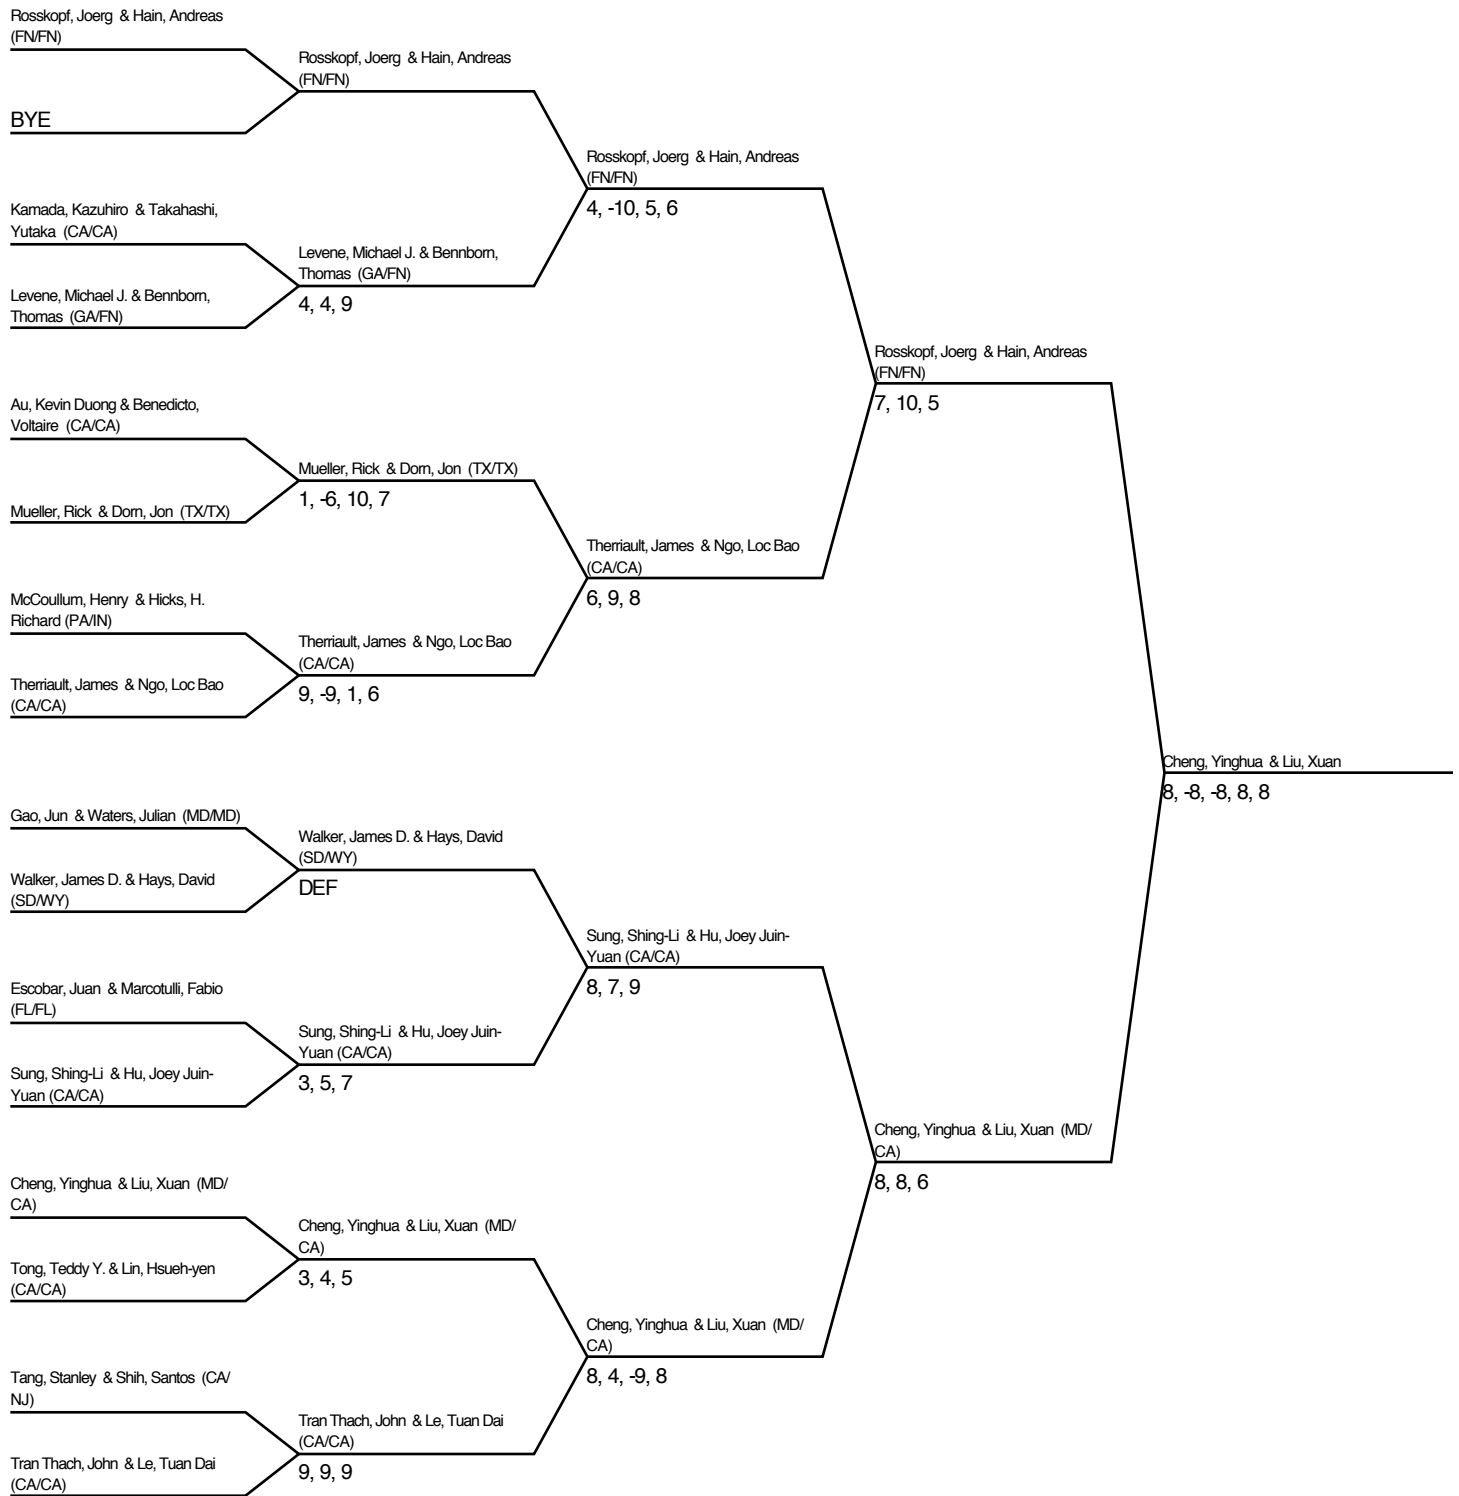 Rosskopf, Joerg & Hain, Andreas
(FN/FN)
BYE
Kamada, Kazuhiro & Takahashi,
Yutaka (CA/CA)
Levene, Michael J. & Bennborn,
Thomas (GA/FN)
Au, Kevin Duong & Benedicto,
Voltaire (CA/CA)
Mueller, Rick & Dorn, Jon (TX/TX)
McCoullum, Henry & Hicks, H.
Richard (PA/IN)
Therriault, James & Ngo, Loc Bao
(CA/CA)
Gao, Jun & Waters, Julian (MD/MD)
Walker, James D. & Hays, David
(SD/WY)
Escobar, Juan & Marcotulli, Fabio
(FL/FL)
Sung, Shing-Li & Hu, Joey Juin-
Yuan (CA/CA)
Cheng, Yinghua & Liu, Xuan (MD/
CA)
Tong, Teddy Y. & Lin, Hsueh-yen
(CA/CA)
Tang, Stanley & Shih, Santos (CA/
NJ)
Tran Thach, John & Le, Tuan Dai
(CA/CA)
Rosskopf, Joerg & Hain, Andreas
(FN/FN)
Levene, Michael J. & Bennborn,
Thomas (GA/FN)
4, 4, 9
Mueller, Rick & Dorn, Jon (TX/TX)
1, -6, 10, 7
Therriault, James & Ngo, Loc Bao
(CA/CA)
9, -9, 1, 6
Walker, James D. & Hays, David
(SD/WY)
DEF
Sung, Shing-Li & Hu, Joey Juin-
Yuan (CA/CA)
3, 5, 7
Cheng, Yinghua & Liu, Xuan (MD/
CA)
3, 4, 5
Tran Thach, John & Le, Tuan Dai
(CA/CA)
9, 9, 9
Rosskopf, Joerg & Hain, Andreas
(FN/FN)
4, -10, 5, 6
Therriault, James & Ngo, Loc Bao
(CA/CA)
6, 9, 8
Sung, Shing-Li & Hu, Joey Juin-
Yuan (CA/CA)
8, 7, 9
Cheng, Yinghua & Liu, Xuan (MD/
CA)
8, 4, -9, 8
Rosskopf, Joerg & Hain, Andreas
(FN/FN)
7, 10, 5
Cheng, Yinghua & Liu, Xuan (MD/
CA)
8, 8, 6
Cheng, Yinghua & Liu, Xuan
8, -8, -8, 8, 8